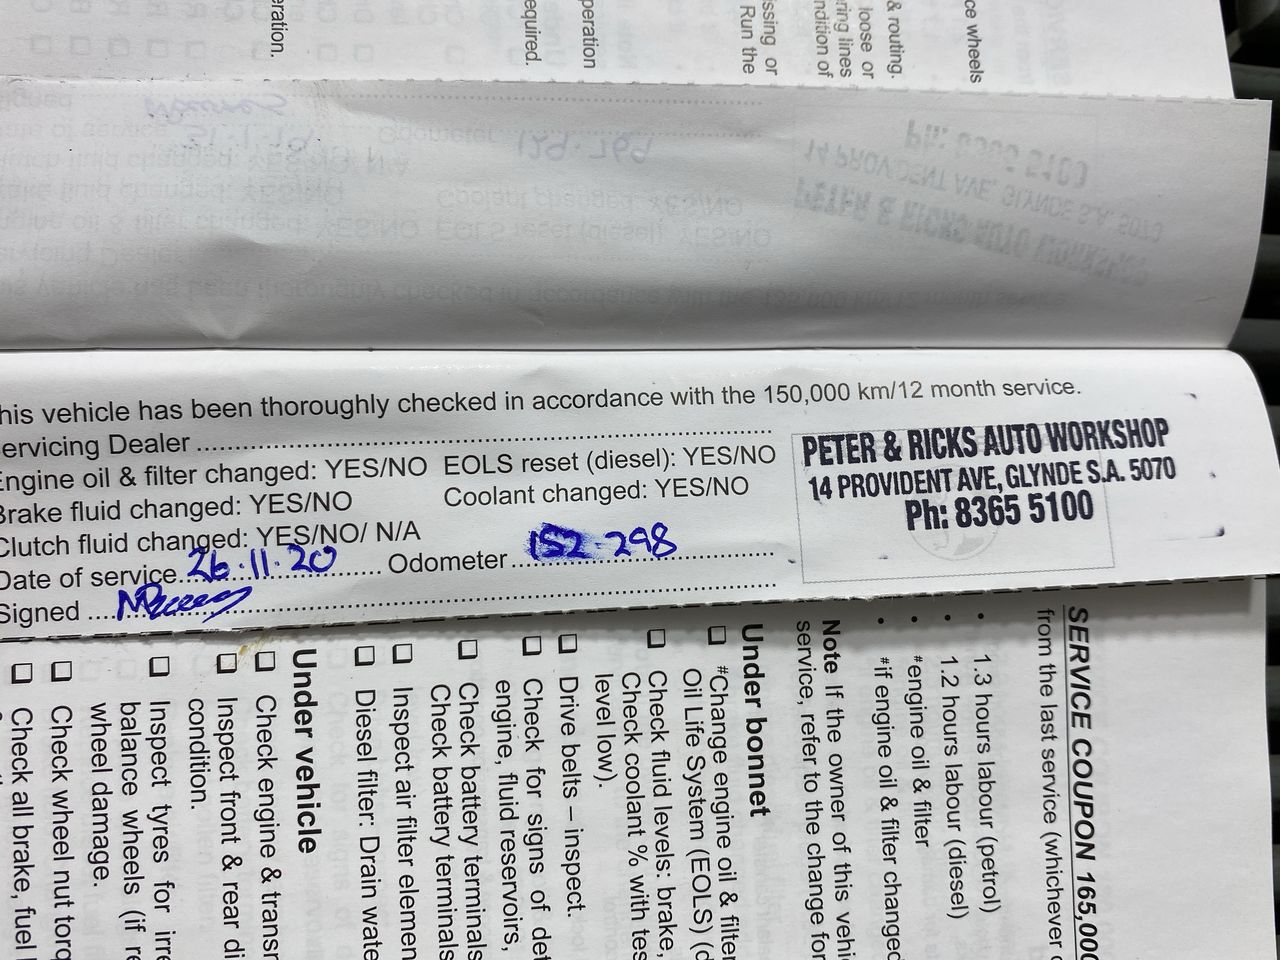 eration.
equired.
peration
ssing or
Run the
& routing.
loose or
ring lines
ndition of
ce wheels
his vehicle has been thoroughly checked in accordance with the 150,000 km/12 month service.
ervicing Dealer
Engine oil & filter changed: YES/NO EOLS reset (diesel): YES/NO
Brake fluid changed: YES/NO Coolant changed: YES/NO
Clutch fluid changed: YES/NO/ N/A
Date of service 26.11.20 Odometer 152.298
Signed
PETER & RICKS AUTO WORKSHOP
14 PROVIDENT AVE, GLYNDE S.A. 5070
Ph: 8365 5100
SERVICE COUPON 165,000
from the last service (whichever
• 1.3 hours labour (petrol)
• 1.2 hours labour (diesel)
• #engine oil & filter
• #if engine oil & filter changed
Note If the owner of this vehi
service, refer to the change for
Under bonnet
#Change engine oil & filter
Oil Life System (EOLS) (d
Check fluid levels: brake,
Check coolant % with tes
level low).
Drive belts – inspect.
Check for signs of det
engine, fluid reservoirs,
Check battery terminals
Check battery terminals
Inspect air filter elemen
Diesel filter: Drain wate
Under vehicle
Check engine & transr
Inspect front & rear di
condition.
Inspect tyres for irre
balance wheels (if re
wheel damage.
Check wheel nut torq
Check all brake, fuel